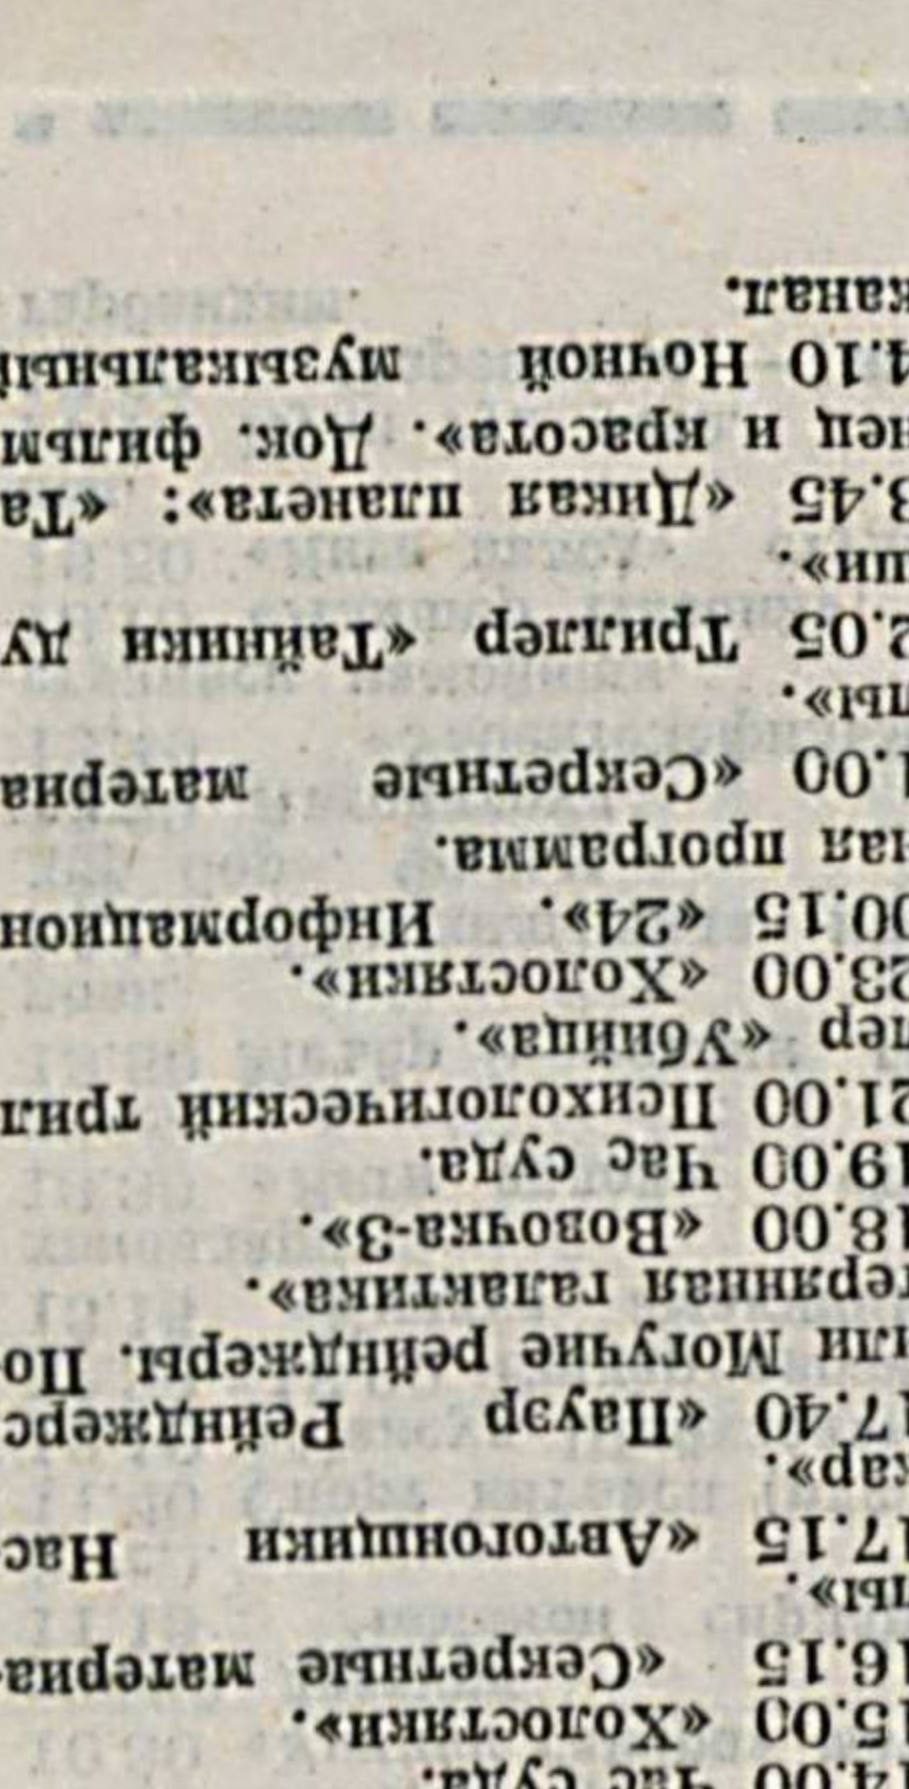 14.00 Час суда.
15.00 «Холостяки».
16.15 «Секретные материа-
лы».
17.15 «Автогонщики Нас-
кар».
17.40 «Пауэр Рейнджерс
или Могучие рейнджеры. По-
терянная галактика».
18.00 «Вовочка-3».
19.00 Час суда.
21.00 Психологический трил
лер «Убийца».
23.00 «Холостяки».
00.15 «24». Информацион
ная программа.
1.00 «Секретные материа
лы».
2.05 Триллер «Тайники ду
ши».
3.45 «Дикая планета»: «Та
нец и красота». Док. фильм
4.10 Ночной музыкальный
канал.